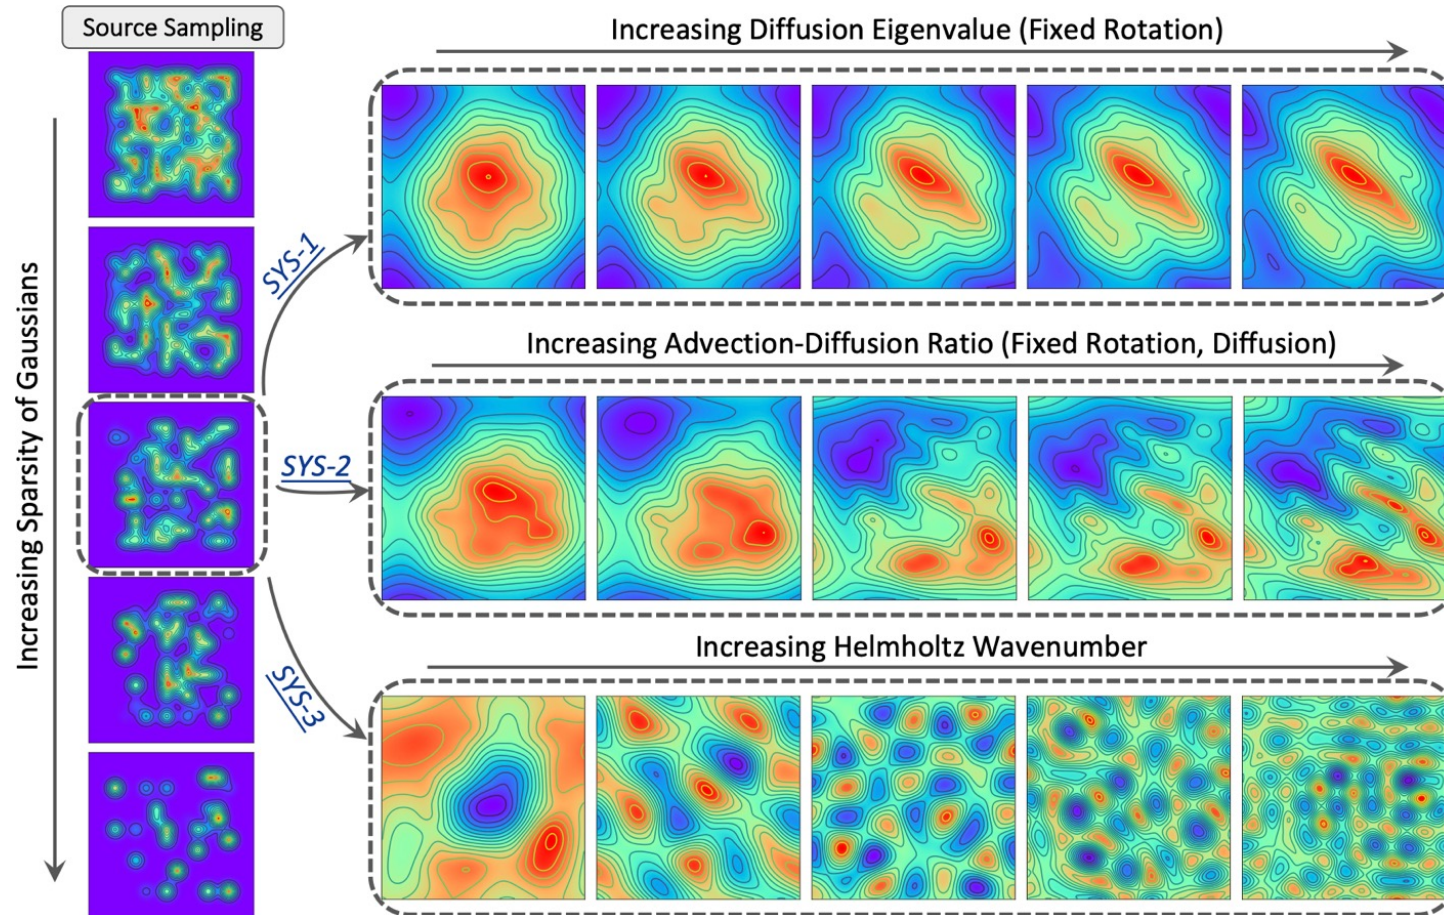 Source Sampling
Increasing Sparsity of Gaussians
Increasing Diffusion Eigenvalue (Fixed Rotation)
SYS-1
Increasing Advection-Diffusion Ratio (Fixed Rotation, Diffusion)
SYS-2
Increasing Helmholtz Wavenumber
SYS-3